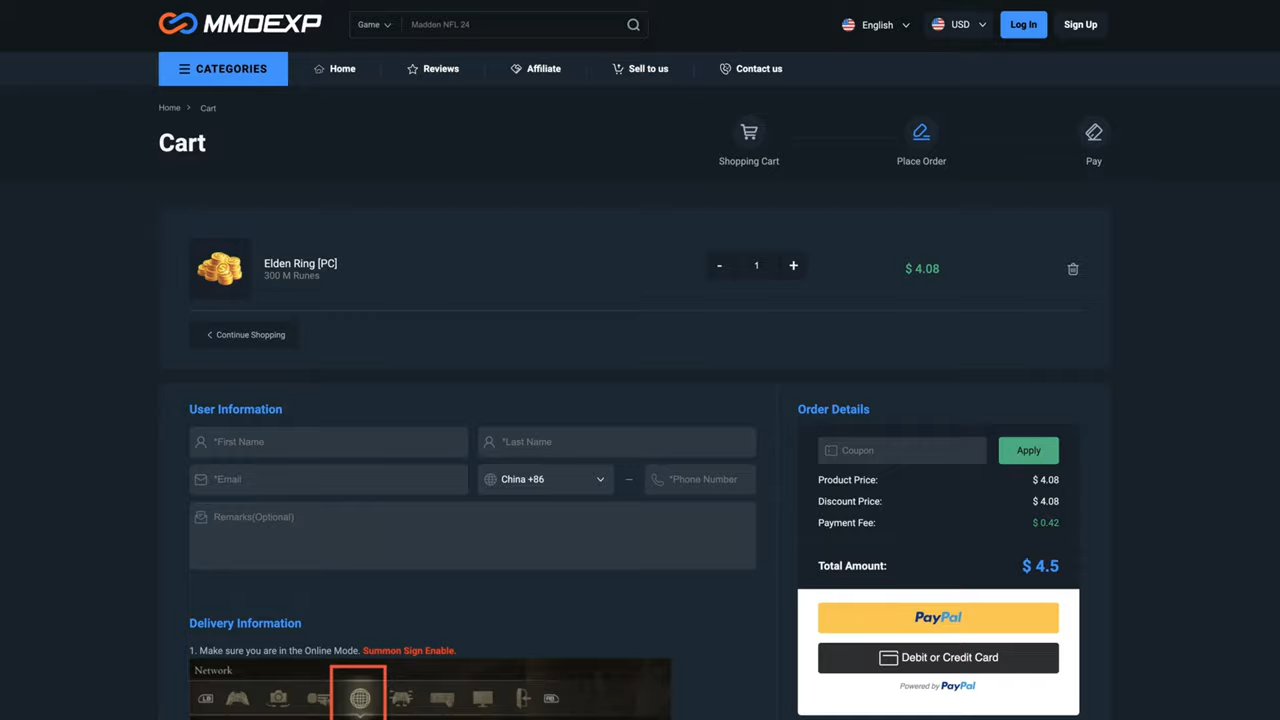 MMOEXP
Game
Madden NFL 24
English
USD
Log In
Sign Up
CATEGORIES
Home
Reviews
Affiliate
Sell to us
Contact us
Home > Cart
Cart
Shopping Cart
Place Order
Pay
Elden Ring [PC]
300 M Runes
- 1 +
$ 4.08
Continue Shopping
User Information
*First Name
*Last Name
*Email
China +86
–
*Phone Number
Remarks(Optional)
Delivery Information
1. Make sure you are in the Online Mode. Summon Sign Enable.
Network
Order Details
Coupon
Apply
Product Price: $ 4.08
Discount Price: $ 4.08
Payment Fee: $ 0.42
Total Amount: $ 4.5
PayPal
Debit or Credit Card
Powered by PayPal